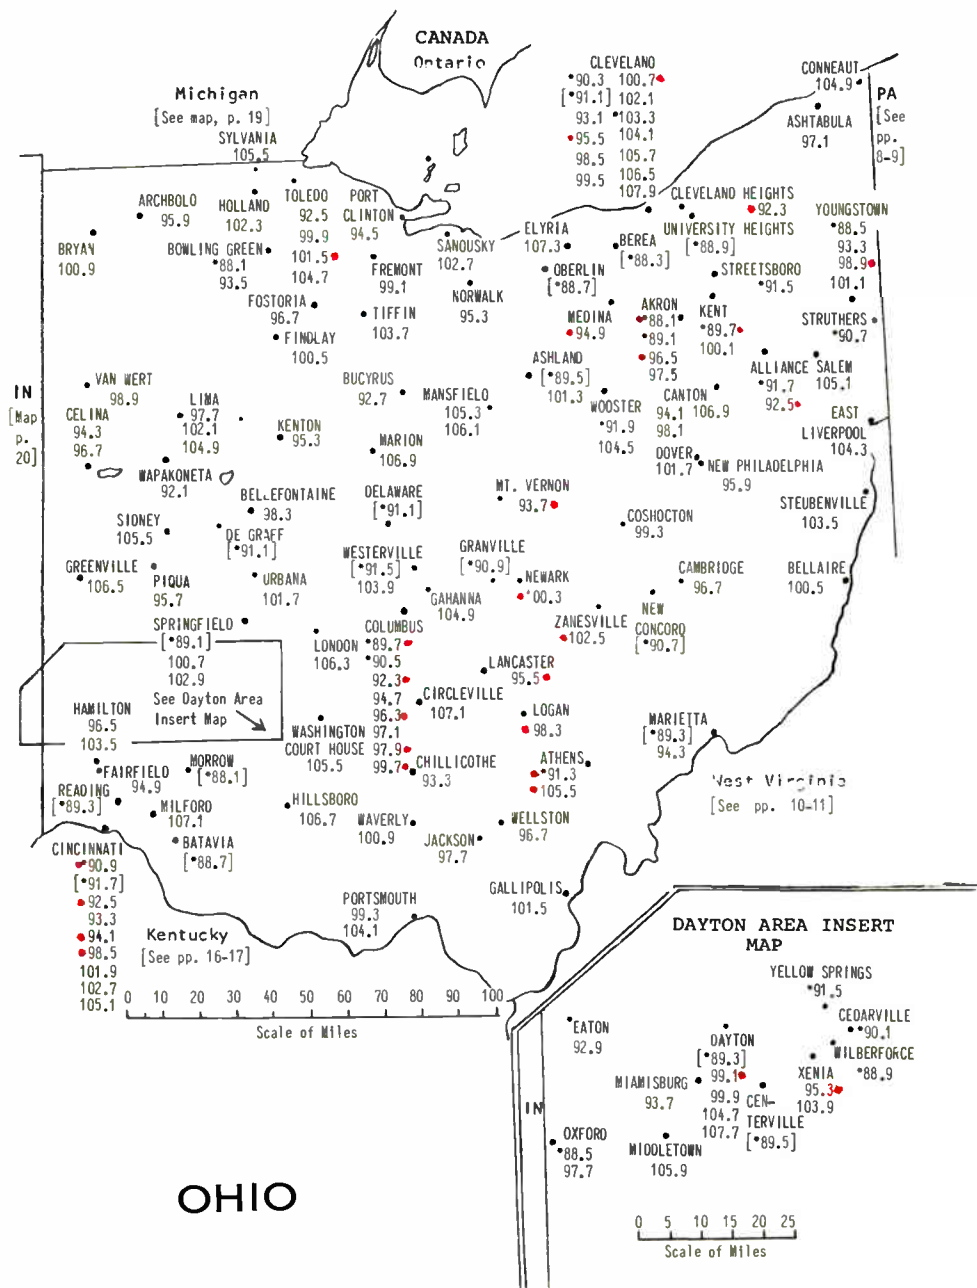 CANADA
Ontario
Michigan
[See map, p. 19]
CLEVELAND
•90.3 100.7
[•91.1] 102.1
93.1 •103.3
95.5 104.1
98.5 105.7
99.5 106.5
107.9
CONNEAUT
104.9
PA
[See
pp.
8-9]
ASHTABULA
97.1
SYLVANIA
105.5
ARCHBOLD
95.9
HOLLAND
102.3
TOLEDO
92.5
99.9
101.5
104.7
PORT
CLINTON
94.5
CLEVELAND HEIGHTS
92.3
YOUNGSTOWN
•88.5
93.3
98.9
101.1
BRYAN
100.9
BOWLING GREEN
•88.1
93.5
SANOUSKY
102.7
ELYRIA
107.3
BEREA
[•88.3]
UNIVERSITY HEIGHTS
[•88.9]
FREMONT
99.1
OBERLIN
[•88.7]
STREETSBORO
•91.5
NORWALK
95.3
FOSTORIA
96.7
TIFFIN
103.7
MEDINA
94.9
AKRON
•88.1
•89.1
96.5
97.5
KENT
•89.7
100.1
STRUTHERS
•90.7
FINDLAY
100.5
IN
[Map
p.
20]
VAN WERT
98.9
BUCYRUS
92.7
ASHLAND
[•89.5]
101.3
ALLIANCE
•91.7
92.5
SALEM
105.1
CELINA
94.3
96.7
LIMA
97.7
102.1
104.9
MANSFIELD
105.3
106.1
WOOSTER
•91.9
104.5
CANTON
94.1
98.1
106.9
EAST
LIVERPOOL
104.3
KENTON
95.3
MARION
106.9
DOVER
101.7
NEW PHILADELPHIA
95.9
WAPAKONETA
92.1
BELLEFONTAINE
98.3
DELAWARE
[•91.1]
MT. VERNON
93.7
STEUBENVILLE
103.5
SIDNEY
105.5
DE GRAFF
[•91.1]
COSHOCTON
99.3
WESTERVILLE
[•91.5]
103.9
GRANVILLE
[•90.9]
GREENVILLE
106.5
PIQUA
95.7
URBANA
101.7
GAHANNA
104.9
NEWARK
CAMBRIDGE
96.7
BELLAIRE
100.5
NEW
CONCORD
[•90.7]
SPRINGFIELD
[•89.1]
100.7
102.9
LONDON
106.3
COLUMBUS
•89.7
•90.5
92.3
94.7
96.3
97.1
97.9
99.7
ZANESVILLE
102.5
LANCASTER
95.5
See Dayton Area
Insert Map
CIRCLEVILLE
107.1
HAMILTON
96.5
103.5
WASHINGTON
COURT HOUSE
105.5
LOGAN
98.3
MARIETTA
[•89.3]
94.3
FAIRFIELD
94.9
MORROW
[•88.1]
CHILLICOTHE
93.3
ATHENS
•91.3
105.5
West Virginia
[See pp. 10-11]
READING
[•89.3]
MILFORD
107.1
HILLSBORO
106.7
WAVERLY
100.9
WELLSTON
96.7
BATAVIA
[•88.7]
JACKSON
97.7
CINCINNATI
•90.9
[•91.7]
92.5
93.3
94.1
98.5
101.9
102.7
105.1
GALLIPOLIS
101.5
PORTSMOUTH
99.3
104.1
Kentucky
[See pp. 16-17]
0 10 20 30 40 50 60 70 80 90 100
Scale of Miles
DAYTON AREA INSERT
MAP
YELLOW SPRINGS
•91.5
CEDARVILLE
•90.1
EATON
92.9
DAYTON
[•89.3]
99.1
99.9
104.7
107.7
WILBERFORCE
•88.9
XENIA
95.3
103.9
MIAMISBURG
93.7
CEN-
TERVILLE
[•89.5]
IN
OXFORD
•88.5
97.7
MIDDLETOWN
105.9
OHIO
0 5 10 15 20 25
Scale of Miles